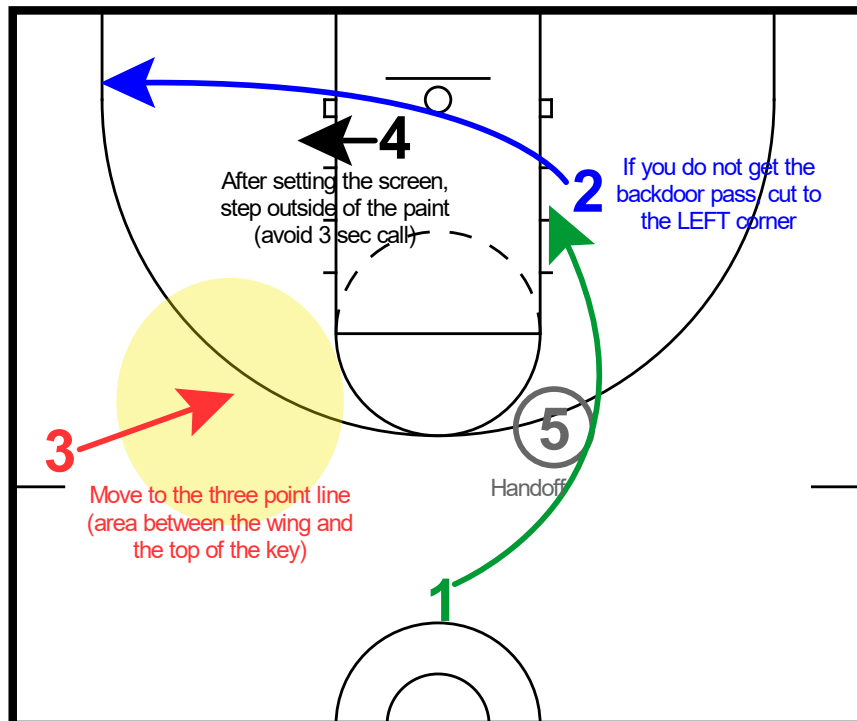 4
After setting the screen,
step outside of the paint
(avoid 3 sec call)
2
If you do not get the
backdoor pass, cut to
the LEFT corner
3
Move to the three point line
(area between the wing and
the top of the key)
5
Handoff
1